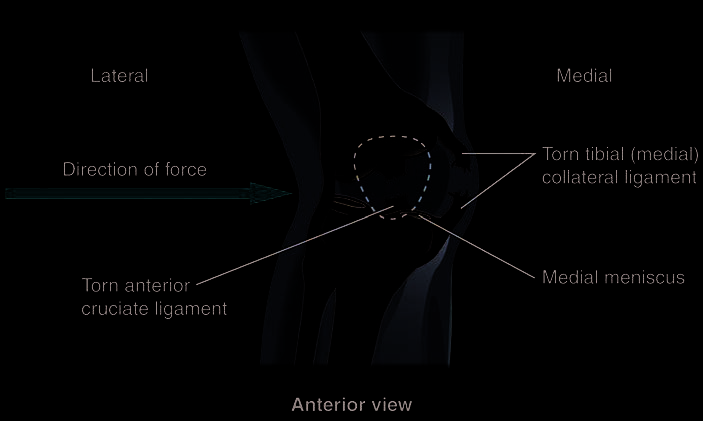 Lateral
Medial
Direction of force
Torn tibial (medial)
collateral ligament
Torn anterior
cruciate ligament
Medial meniscus
Anterior view